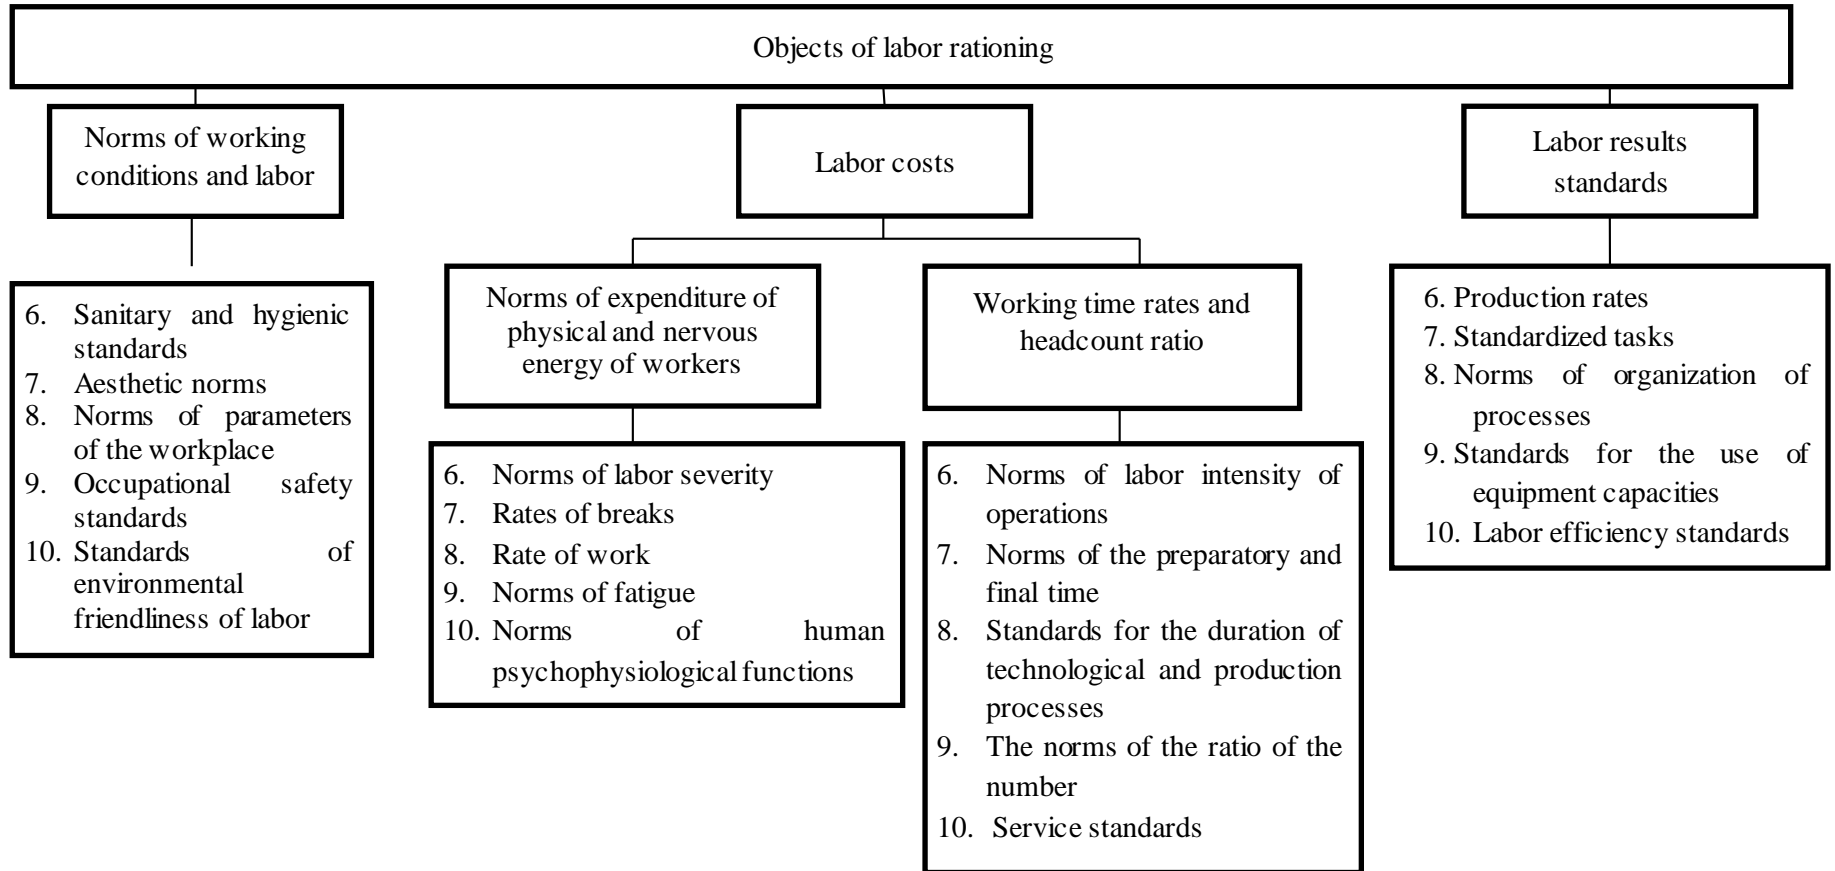 Objects of labor rationing
Norms of working
conditions and labor
Labor costs
Labor results
standards
6. Sanitary and hygienic
standards
7. Aesthetic norms
8. Norms of parameters
of the workplace
9. Occupational safety
standards
10. Standards of
environmental
friendliness of labor
Norms of expenditure of
physical and nervous
energy of workers
6. Norms of labor severity
7. Rates of breaks
8. Rate of work
9. Norms of fatigue
10. Norms of human
psychophysiological functions
Working time rates and
headcount ratio
6. Norms of labor intensity of
operations
7. Norms of the preparatory and
final time
8. Standards for the duration of
technological and production
processes
9. The norms of the ratio of the
number
10. Service standards
6. Production rates
7. Standardized tasks
8. Norms of organization of
processes
9. Standards for the use of
equipment capacities
10. Labor efficiency standards